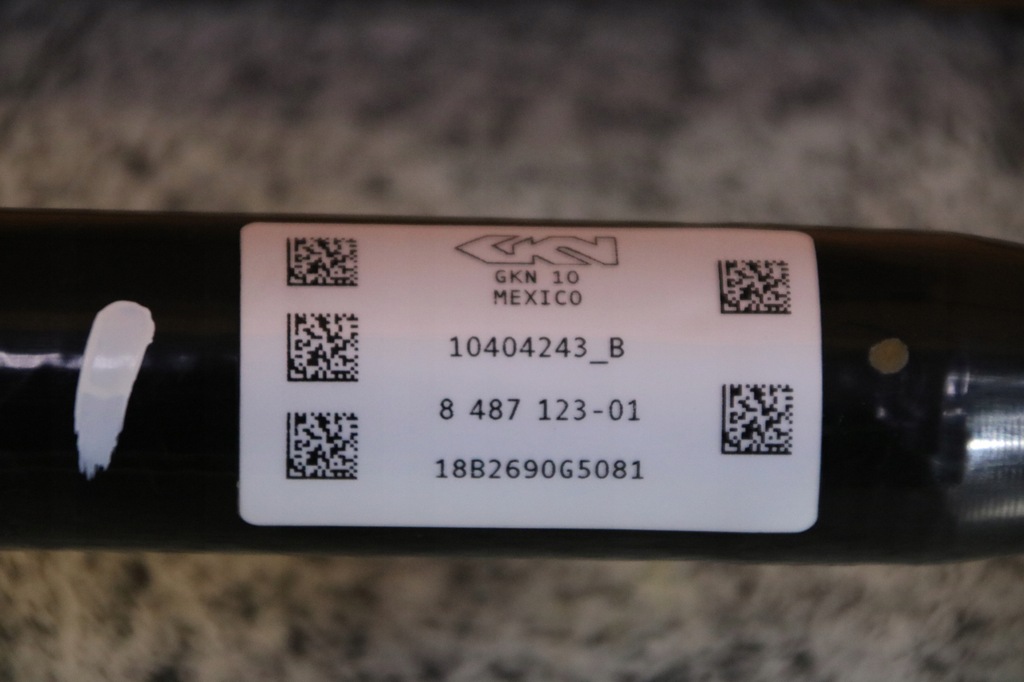 GKN
GKN 10
MEXICO
10404243_B
8 487 123-01
18B2690G5081